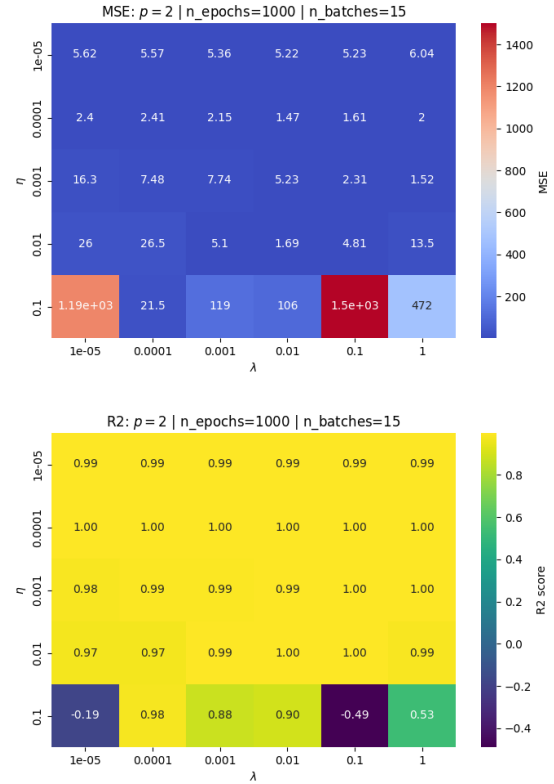 MSE: p = 2 | n_epochs=1000 | n_batches=15
1e-05 5.62 5.57 5.36 5.22 5.23 6.04
0.0001 2.4 2.41 2.15 1.47 1.61 2
0.001 16.3 7.48 7.74 5.23 2.31 1.52
0.01 26 26.5 5.1 1.69 4.81 13.5
0.1 1.19e+03 21.5 119 106 1.5e+03 472
η
1e-05 0.0001 0.001 0.01 0.1 1
λ
1400
1200
1000
800
600
400
200
MSE
R2: p = 2 | n_epochs=1000 | n_batches=15
1e-05 0.99 0.99 0.99 0.99 0.99 0.99
0.0001 1.00 1.00 1.00 1.00 1.00 1.00
0.001 0.98 0.99 0.99 0.99 1.00 1.00
0.01 0.97 0.97 0.99 1.00 1.00 0.99
0.1 -0.19 0.98 0.88 0.90 -0.49 0.53
η
1e-05 0.0001 0.001 0.01 0.1 1
λ
0.8
0.6
0.4
0.2
0.0
−0.2
−0.4
R2 score